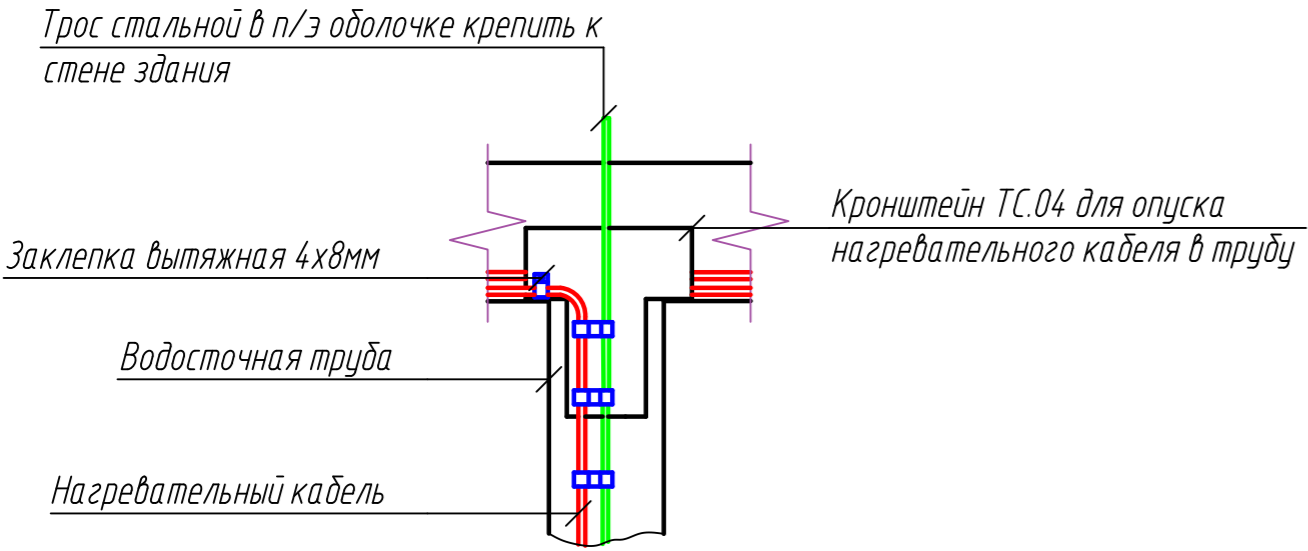 Трос стальной в п/э оболочке крепить к
стене здания
Кронштейн ТС.04 для опуска
нагревательного кабеля в трубу
Заклепка вытяжная 4х8мм
Водосточная труба
Нагревательный кабель